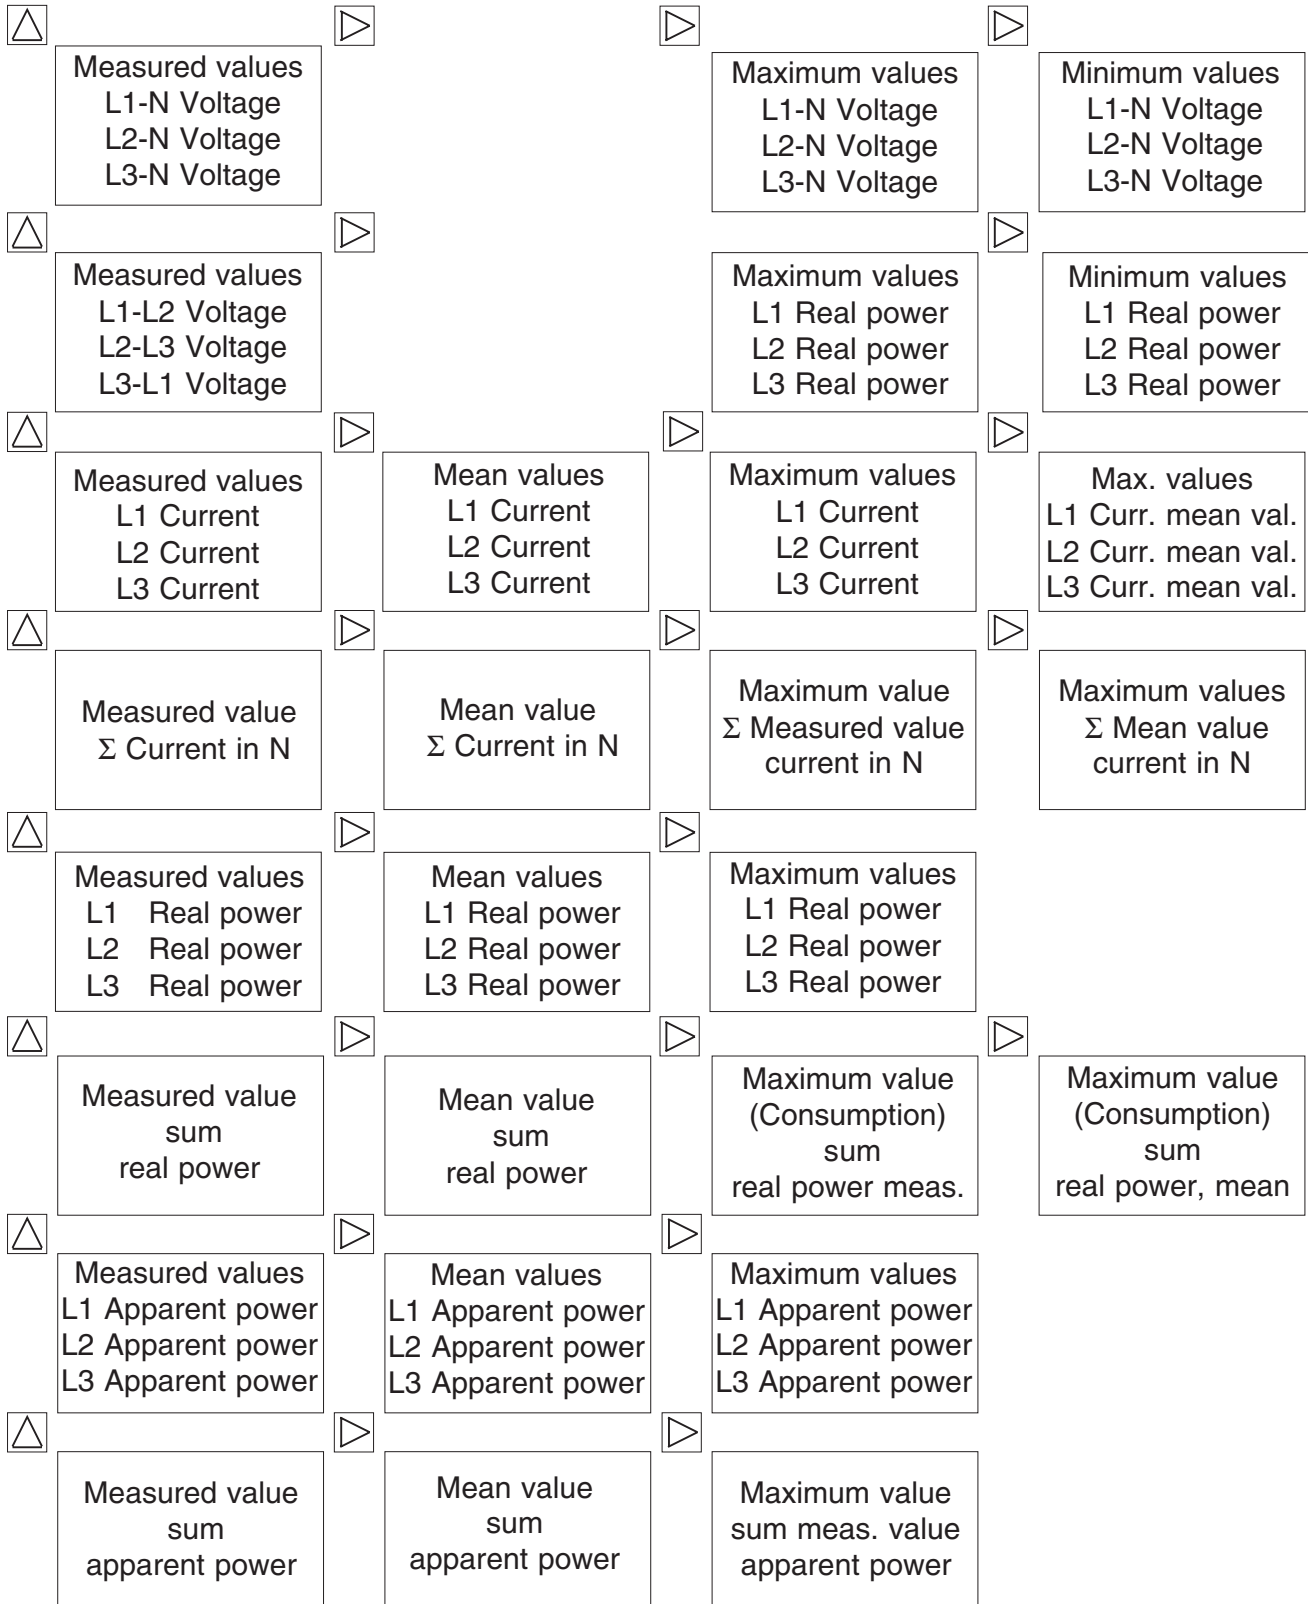 Measured values
L1-N Voltage
L2-N Voltage
L3-N Voltage
Maximum values
L1-N Voltage
L2-N Voltage
L3-N Voltage
Minimum values
L1-N Voltage
L2-N Voltage
L3-N Voltage
Measured values
L1-L2 Voltage
L2-L3 Voltage
L3-L1 Voltage
Maximum values
L1 Real power
L2 Real power
L3 Real power
Minimum values
L1 Real power
L2 Real power
L3 Real power
Measured values
L1 Current
L2 Current
L3 Current
Mean values
L1 Current
L2 Current
L3 Current
Maximum values
L1 Current
L2 Current
L3 Current
Max. values
L1 Curr. mean val.
L2 Curr. mean val.
L3 Curr. mean val.
Measured value
Σ Current in N
Mean value
Σ Current in N
Maximum value
Σ Measured value
current in N
Maximum values
Σ Mean value
current in N
Measured values
L1 Real power
L2 Real power
L3 Real power
Mean values
L1 Real power
L2 Real power
L3 Real power
Maximum values
L1 Real power
L2 Real power
L3 Real power
Measured value
sum
real power
Mean value
sum
real power
Maximum value
(Consumption)
sum
real power meas.
Maximum value
(Consumption)
sum
real power, mean
Measured values
L1 Apparent power
L2 Apparent power
L3 Apparent power
Mean values
L1 Apparent power
L2 Apparent power
L3 Apparent power
Maximum values
L1 Apparent power
L2 Apparent power
L3 Apparent power
Measured value
sum
apparent power
Mean value
sum
apparent power
Maximum value
sum meas. value
apparent power